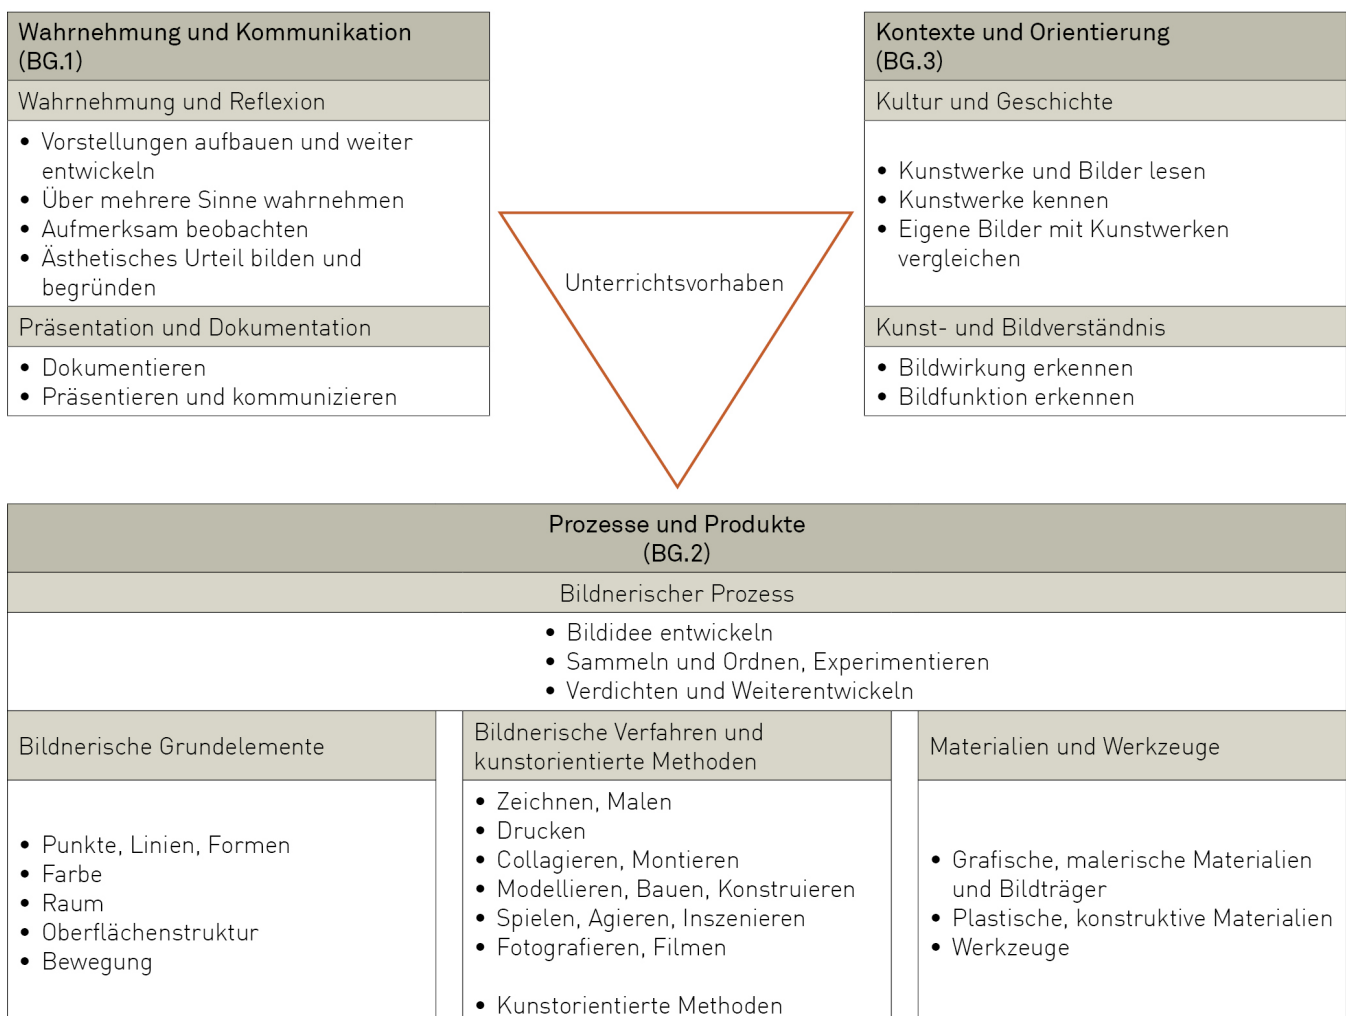 Wahrnehmung und Kommunikation
(BG.1)
Wahrnehmung und Reflexion
• Vorstellungen aufbauen und weiter
entwickeln
• Über mehrere Sinne wahrnehmen
• Aufmerksam beobachten
• Ästhetisches Urteil bilden und
begründen
Präsentation und Dokumentation
• Dokumentieren
• Präsentieren und kommunizieren
Unterrichtsvorhaben
Kontexte und Orientierung
(BG.3)
Kultur und Geschichte
• Kunstwerke und Bilder lesen
• Kunstwerke kennen
• Eigene Bilder mit Kunstwerken
vergleichen
Kunst- und Bildverständnis
• Bildwirkung erkennen
• Bildfunktion erkennen
Prozesse und Produkte
(BG.2)
Bildnerischer Prozess
• Bildidee entwickeln
• Sammeln und Ordnen, Experimentieren
• Verdichten und Weiterentwickeln
Bildnerische Grundelemente
• Punkte, Linien, Formen
• Farbe
• Raum
• Oberflächenstruktur
• Bewegung
Bildnerische Verfahren und
kunstorientierte Methoden
• Zeichnen, Malen
• Drucken
• Collagieren, Montieren
• Modellieren, Bauen, Konstruieren
• Spielen, Agieren, Inszenieren
• Fotografieren, Filmen
• Kunstorientierte Methoden
Materialien und Werkzeuge
• Grafische, malerische Materialien
und Bildträger
• Plastische, konstruktive Materialien
• Werkzeuge